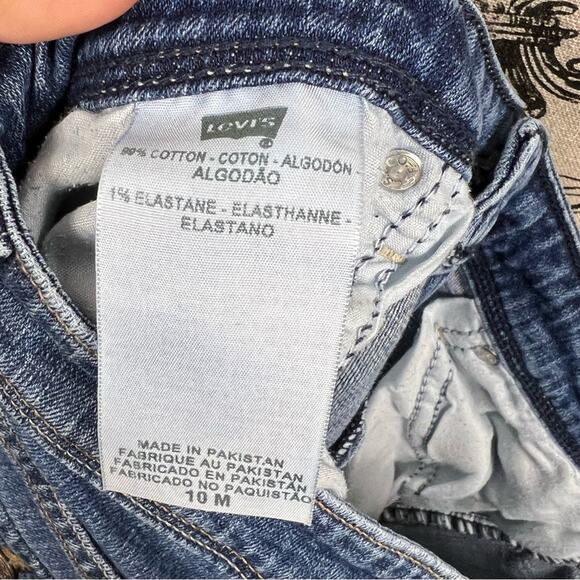 LEVI'S
99% COTTON - COTON - ALGODÓN -
ALGODÃO
1% ELASTANE - ELASTHANNE -
ELASTANO
MADE IN PAKISTAN
FABRIQUE AU PAKISTAN
FABRICADO EN PAKISTAN
FABRICADO NO PAQUISTÃO
10 M